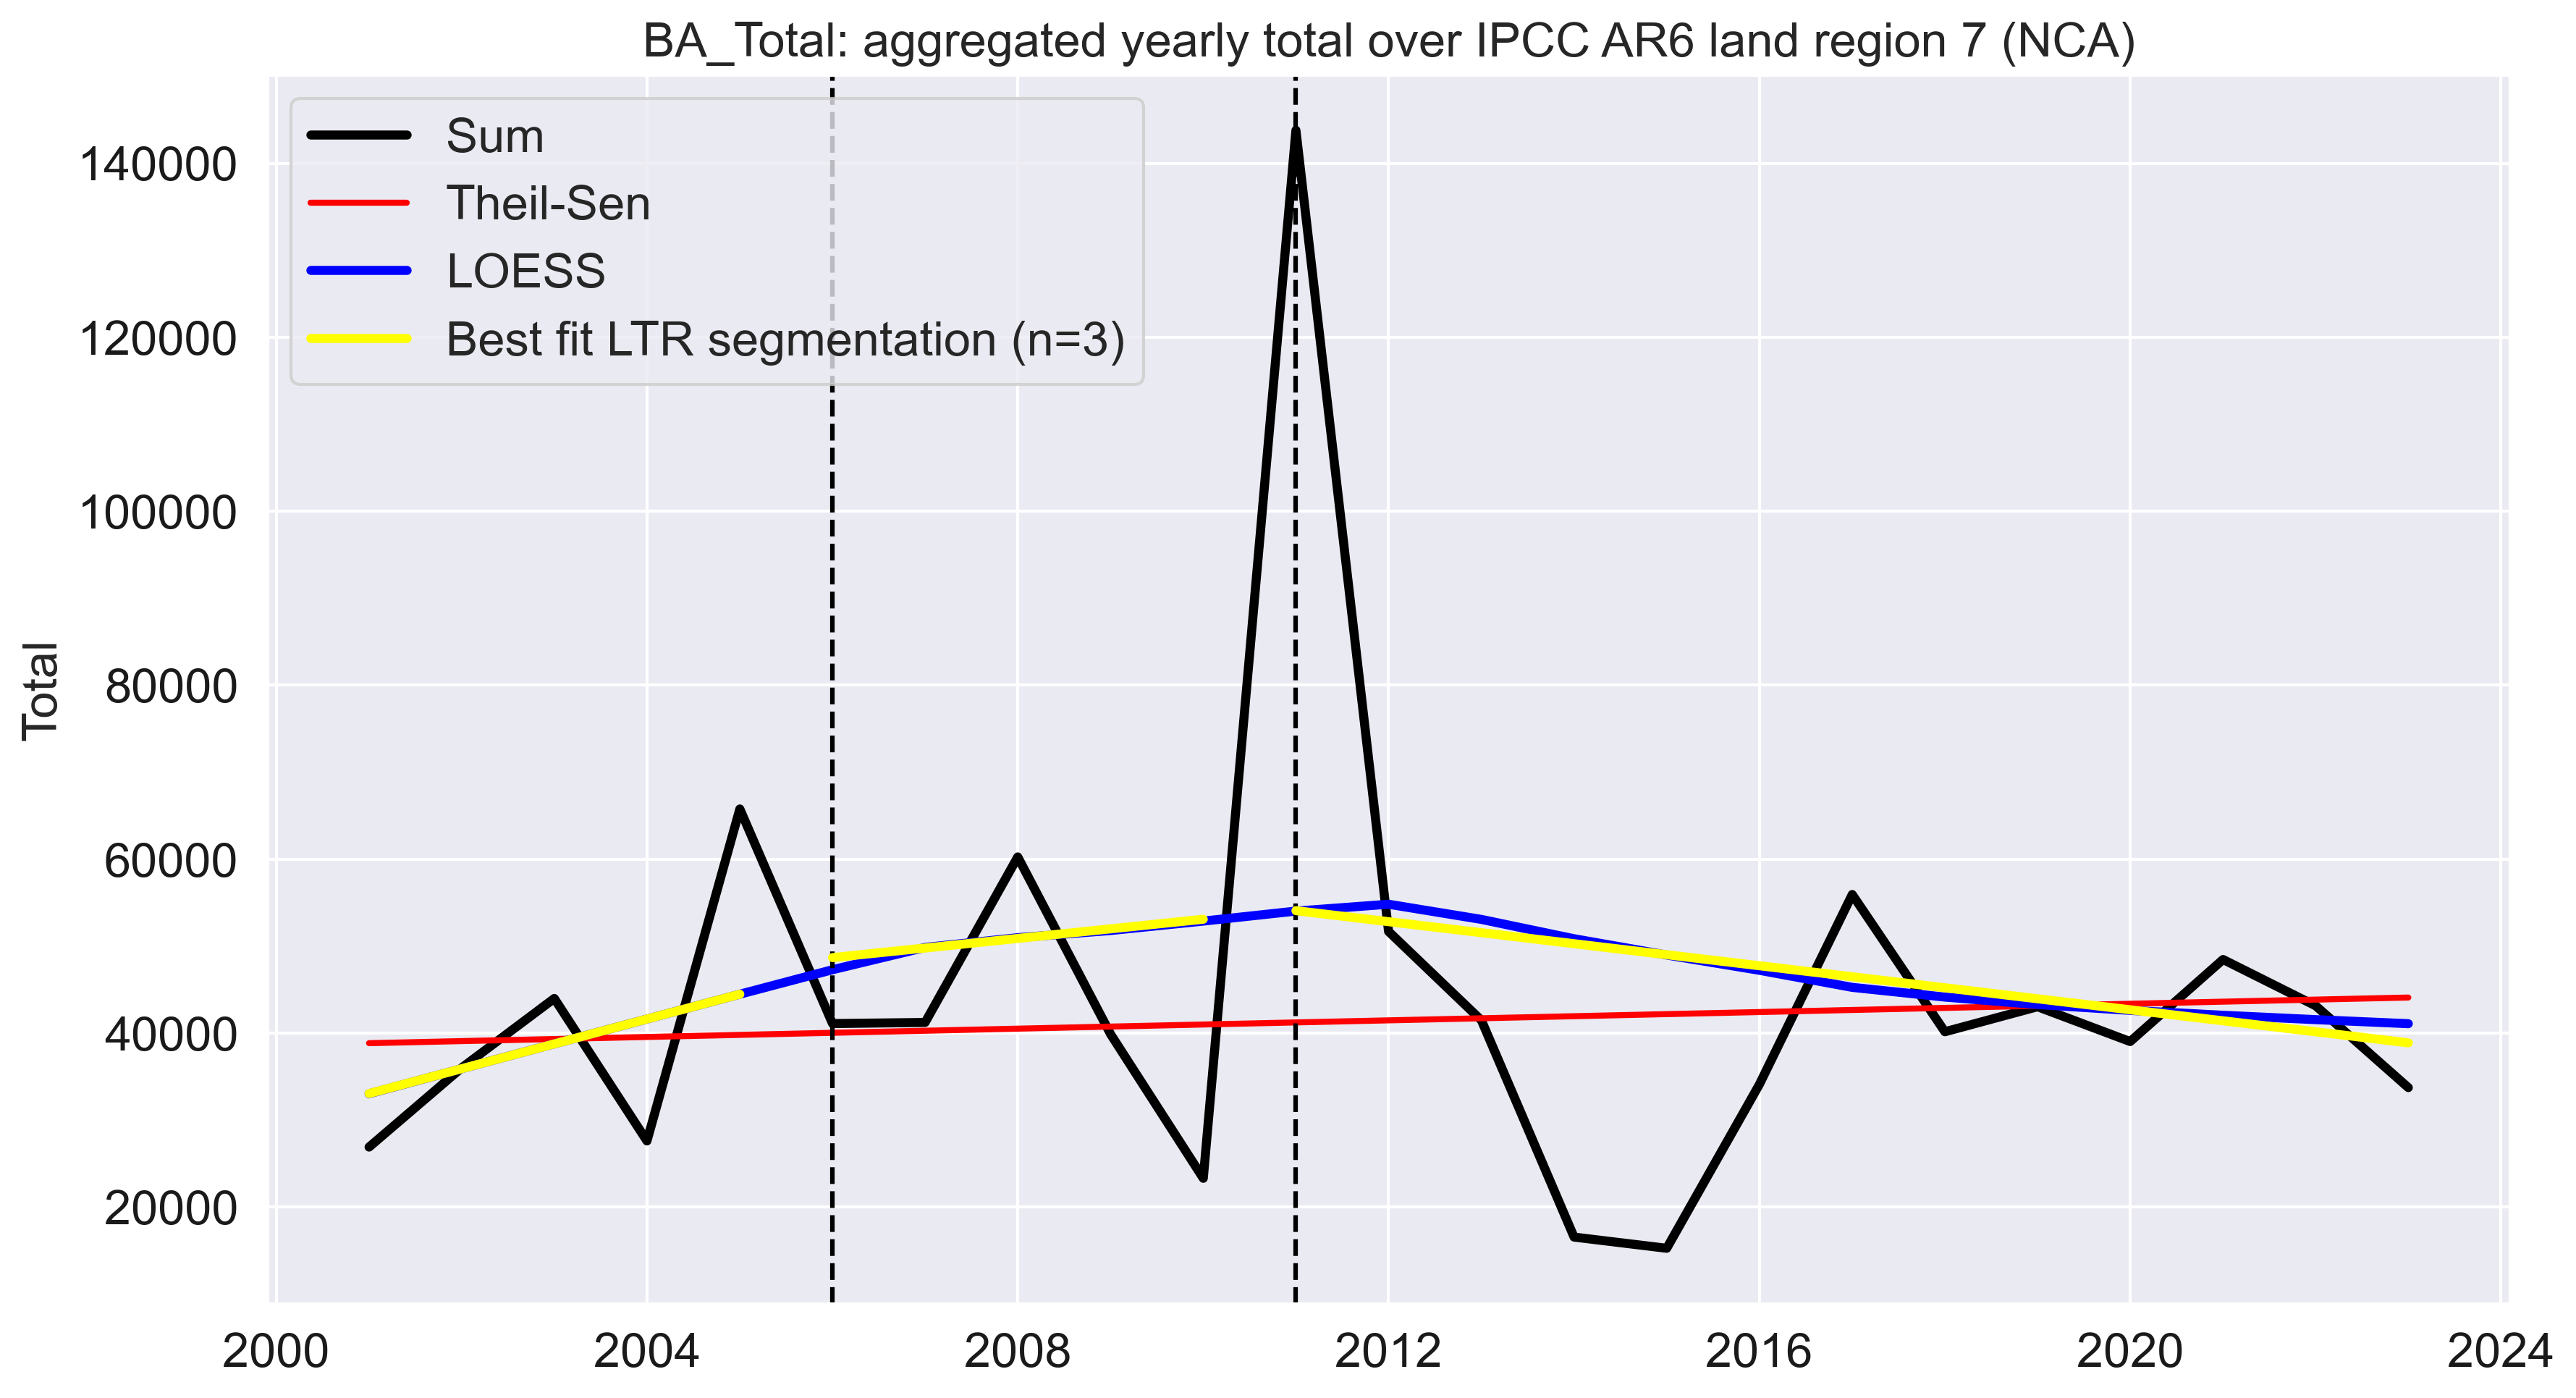 BA_Total: aggregated yearly total over IPCC AR6 land region 7 (NCA)
Sum
Theil-Sen
LOESS
Best fit LTR segmentation (n=3)
Total
140000
120000
100000
80000
60000
40000
20000
2000
2004
2008
2012
2016
2020
2024